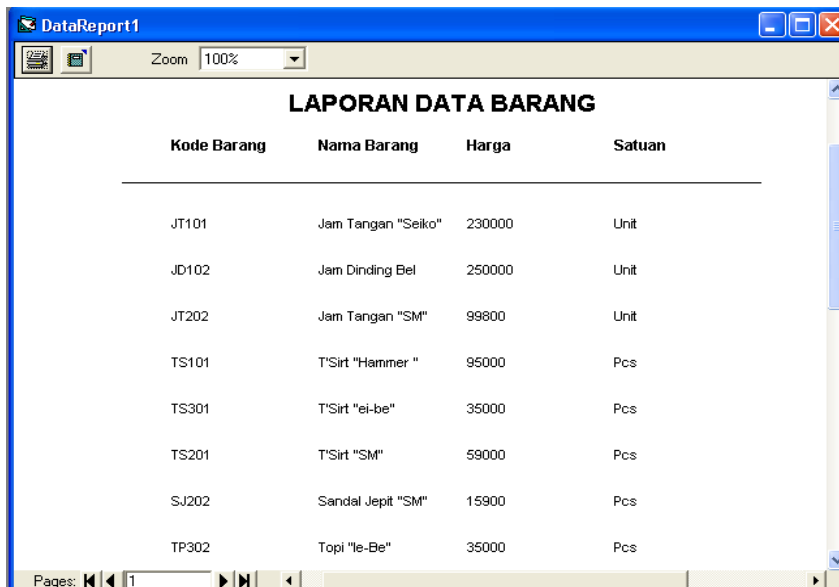 DataReport1
Zoom 100%
LAPORAN DATA BARANG
Kode Barang Nama Barang Harga Satuan
JT101 Jam Tangan "Seiko" 230000 Unit
JD102 Jam Dinding Bel 250000 Unit
JT202 Jam Tangan "SM" 99800 Unit
TS101 T'Sirt "Hammer " 95000 Pcs
TS301 T'Sirt "ei-be" 35000 Pcs
TS201 T'Sirt "SM" 59000 Pcs
SJ202 Sandal Jepit "SM" 15900 Pcs
TP302 Topi "le-Be" 35000 Pcs
Pages: 1